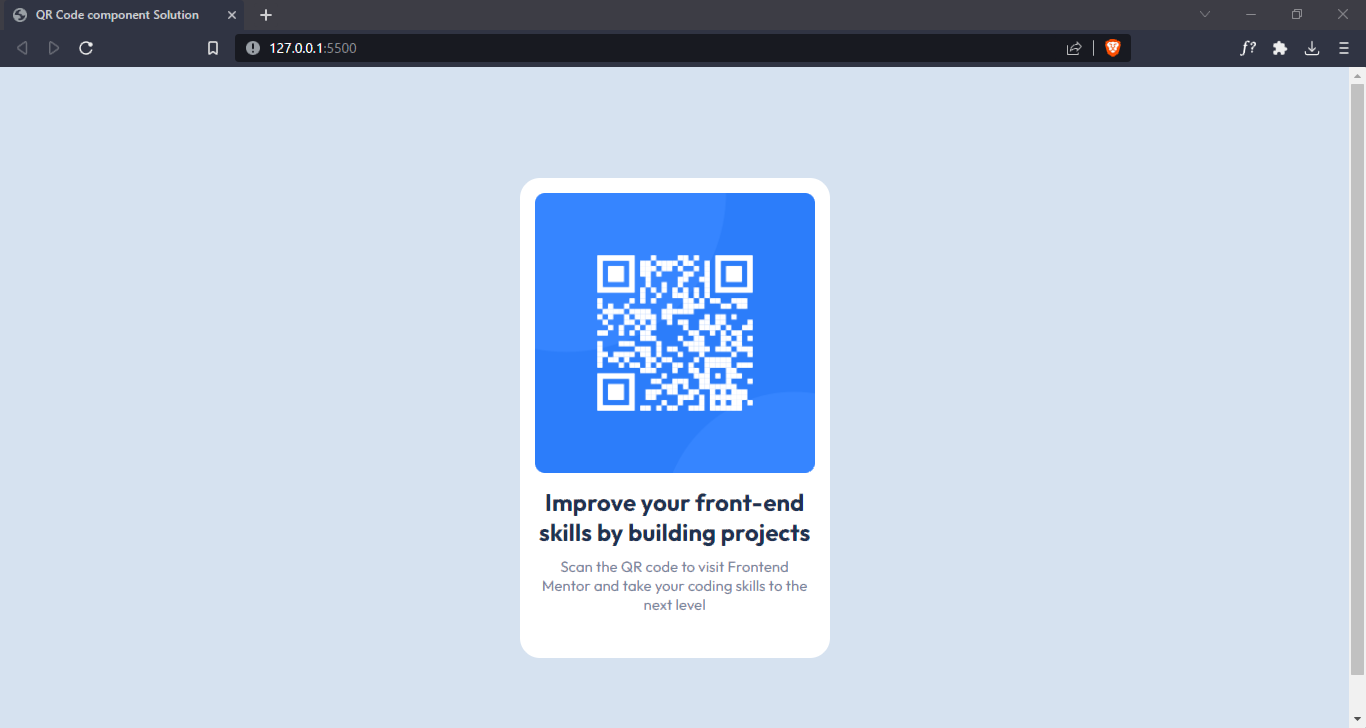 QR Code component Solution
127.0.0.1:5500
f?
Improve your front-end
skills by building projects
Scan the QR code to visit Frontend
Mentor and take your coding skills to the
next level